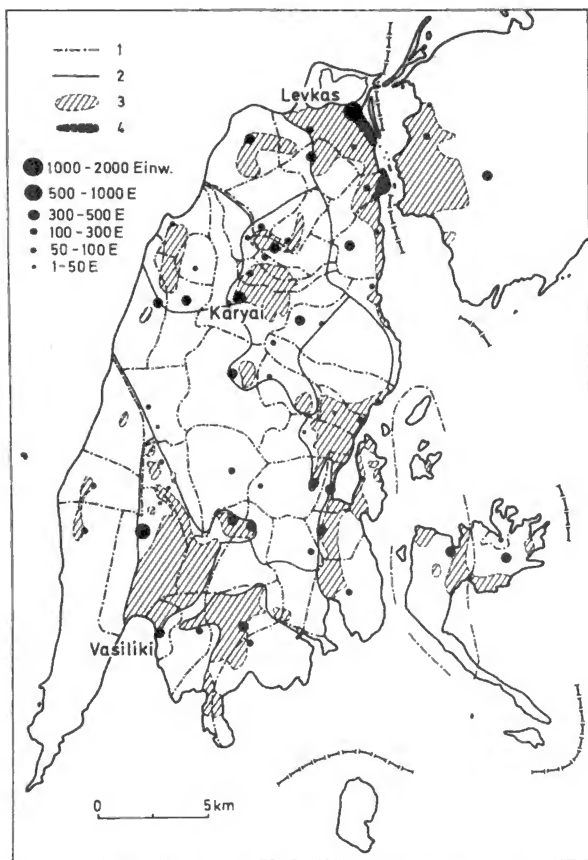 1
2
3
4
1000-2000 Einw.
500-1000 E
300-500 E
100-300 E
50-100 E
1-50 E
Levkas
Karyai
Vasiliki
0 5km